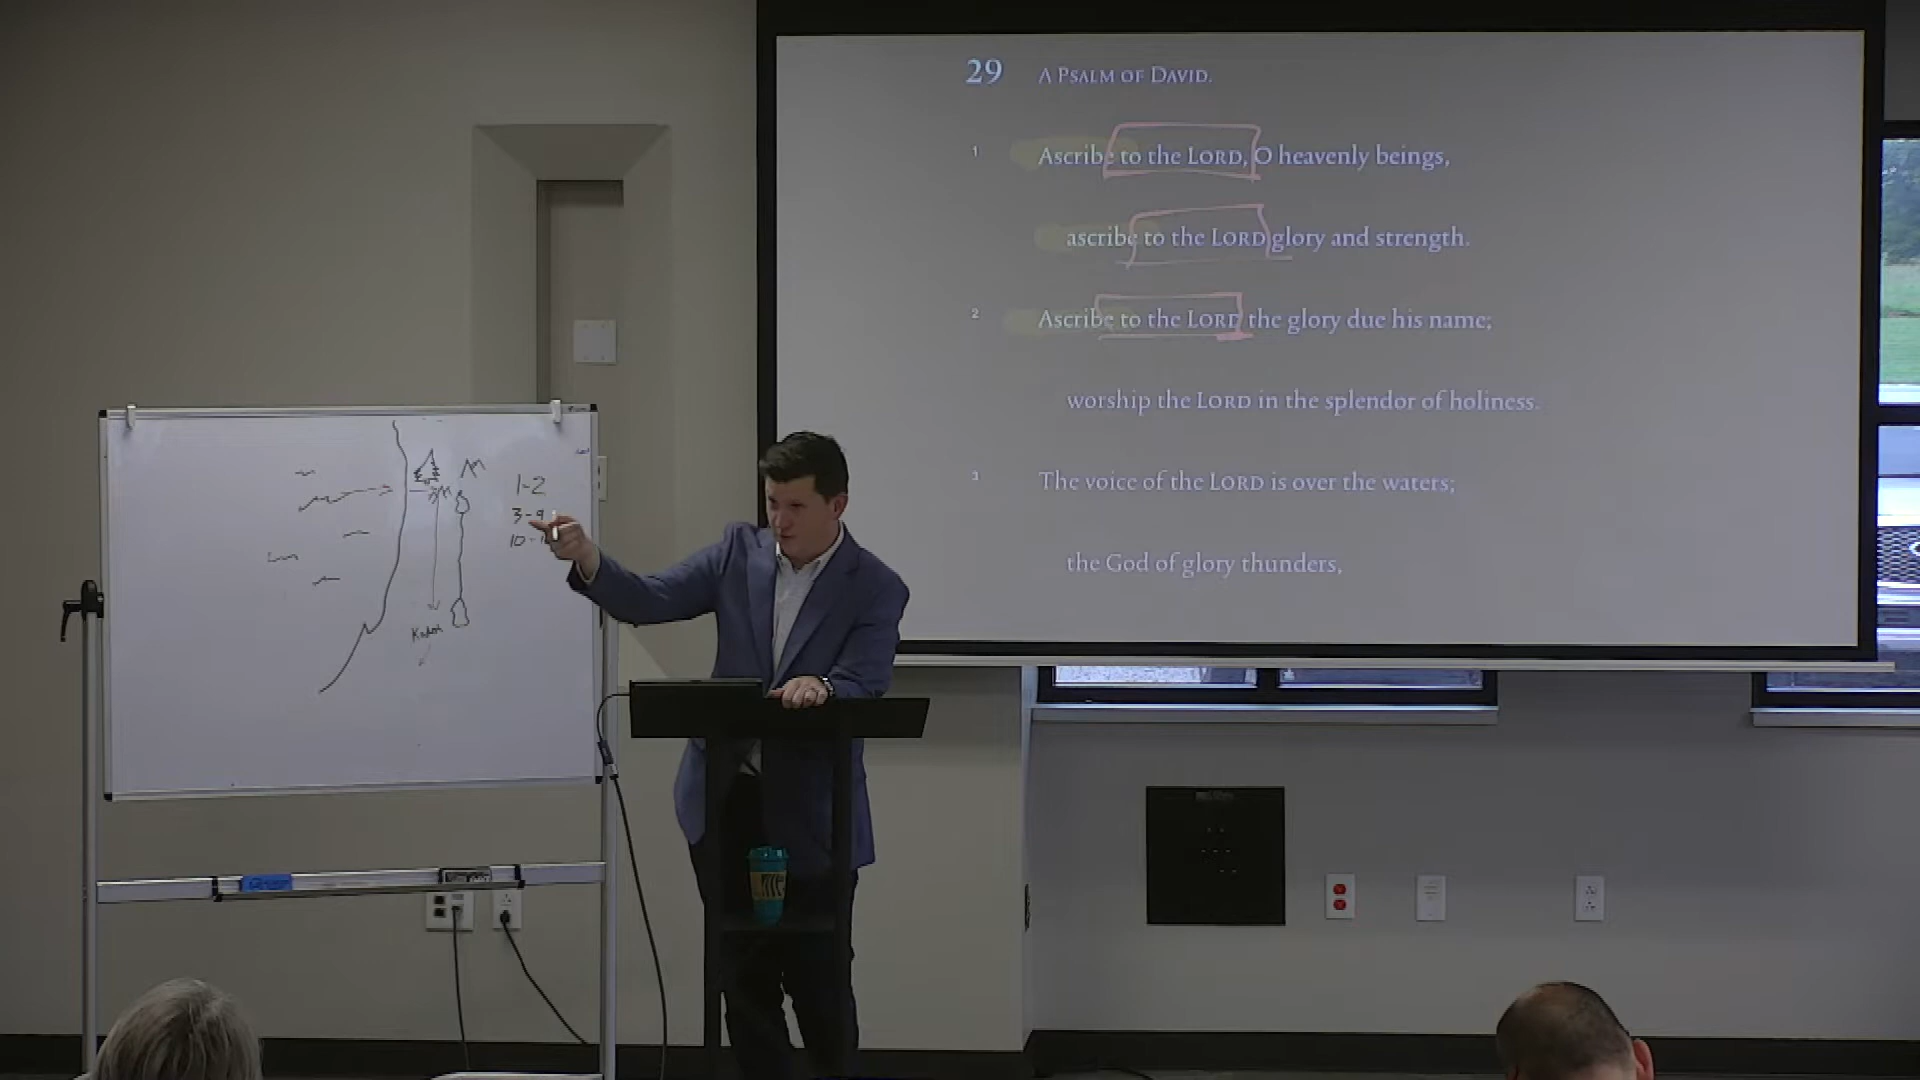 29 A PSALM OF DAVID.
1 Ascribe to the LORD, O heavenly beings,
ascribe to the LORD glory and strength.
2 Ascribe to the LORD the glory due his name;
worship the LORD in the splendor of holiness.
3 The voice of the LORD is over the waters;
the God of glory thunders,
1-2
3-9
10-